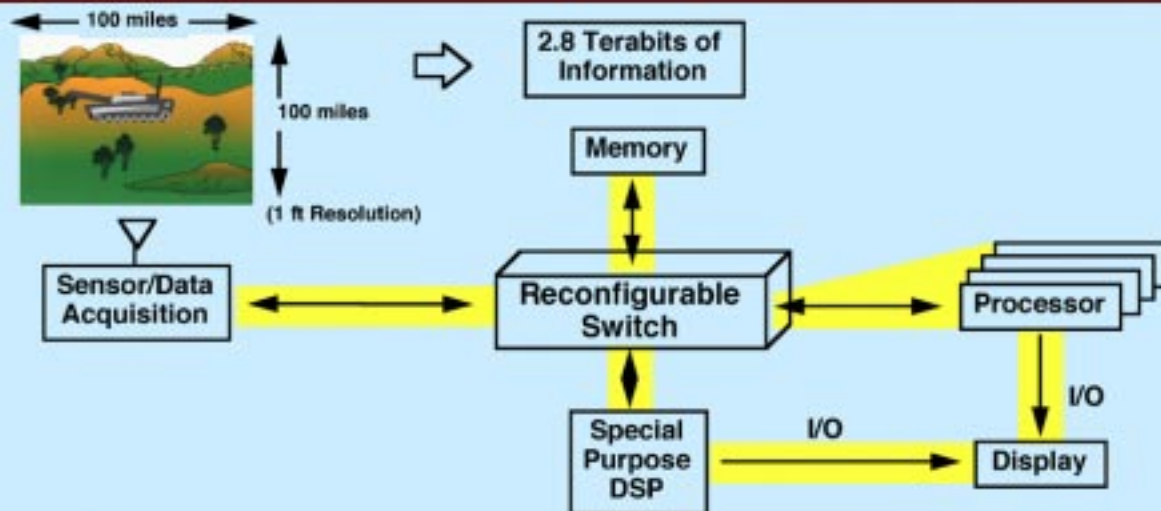 100 miles
2.8 Terabits of
Information
100 miles
(1 ft Resolution)
Memory
Sensor/Data
Acquisition
Reconfigurable
Switch
Processor
I/O
Special
Purpose
DSP
I/O
Display